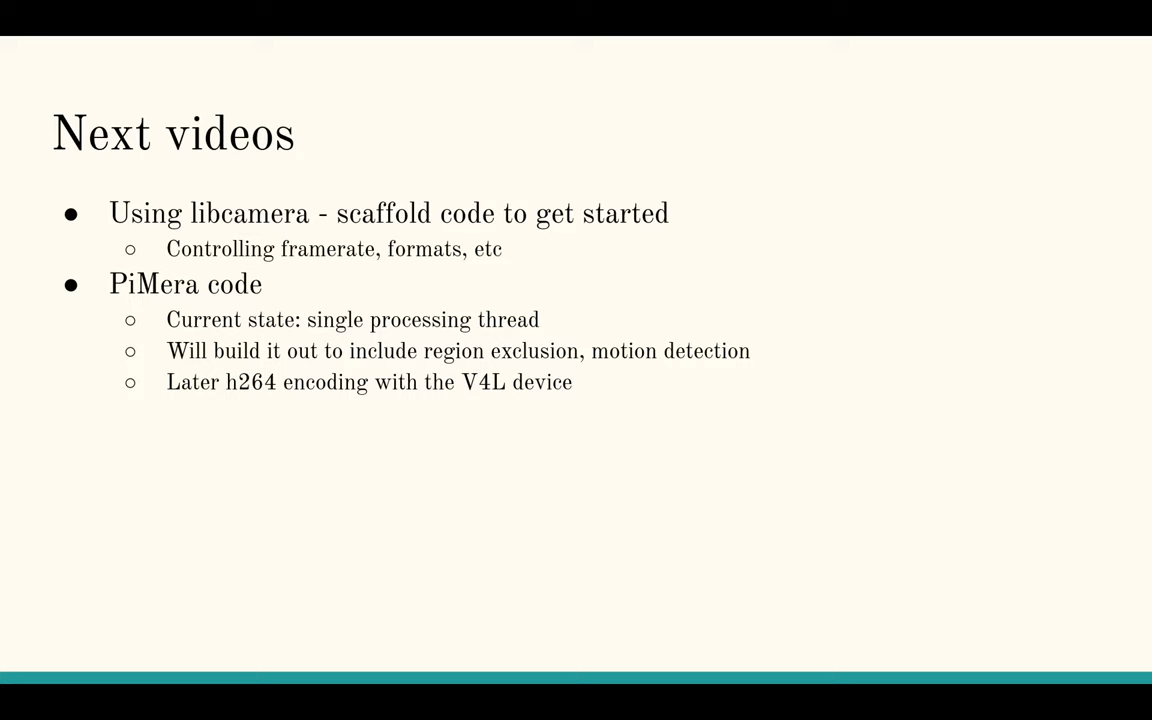 Next videos
● Using libcamera - scaffold code to get started
○ Controlling framerate, formats, etc
● PiMera code
○ Current state: single processing thread
○ Will build it out to include region exclusion, motion detection
○ Later h264 encoding with the V4L device